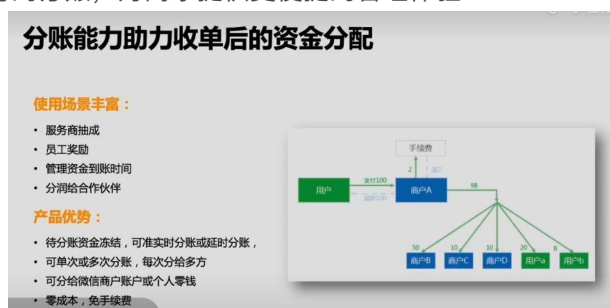 分账能力助力收单后的资金分配
使用场景丰富：
• 服务商抽成
• 员工奖励
• 管理资金到账时间
• 分润给合作伙伴
产品优势：
• 待分账资金冻结，可准实时分账或延时分账，
• 可单次或多次分账，每次分给多方
• 可分给微信商户账户或个人零钱
• 零成本，免手续费
手续费
2
用户
支付100
商户A
98
50
10
10
20
8
商户B
商户C
商户D
用户a
用户b